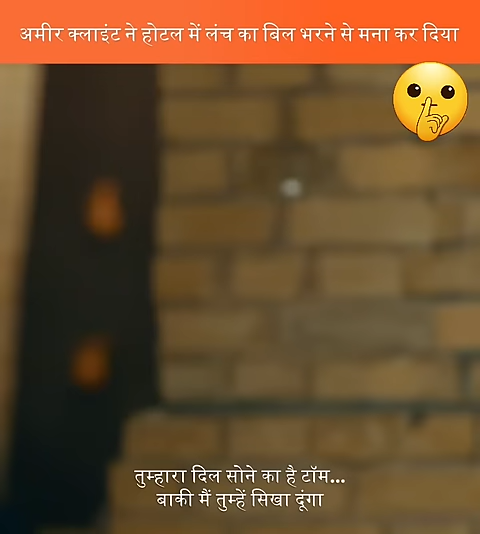 अमीर क्लाइंट ने होटल में लंच का बिल भरने से मना कर दिया
तुम्हारा दिल सोने का है टॉम...
बाकी मैं तुम्हें सिखा दूंगा